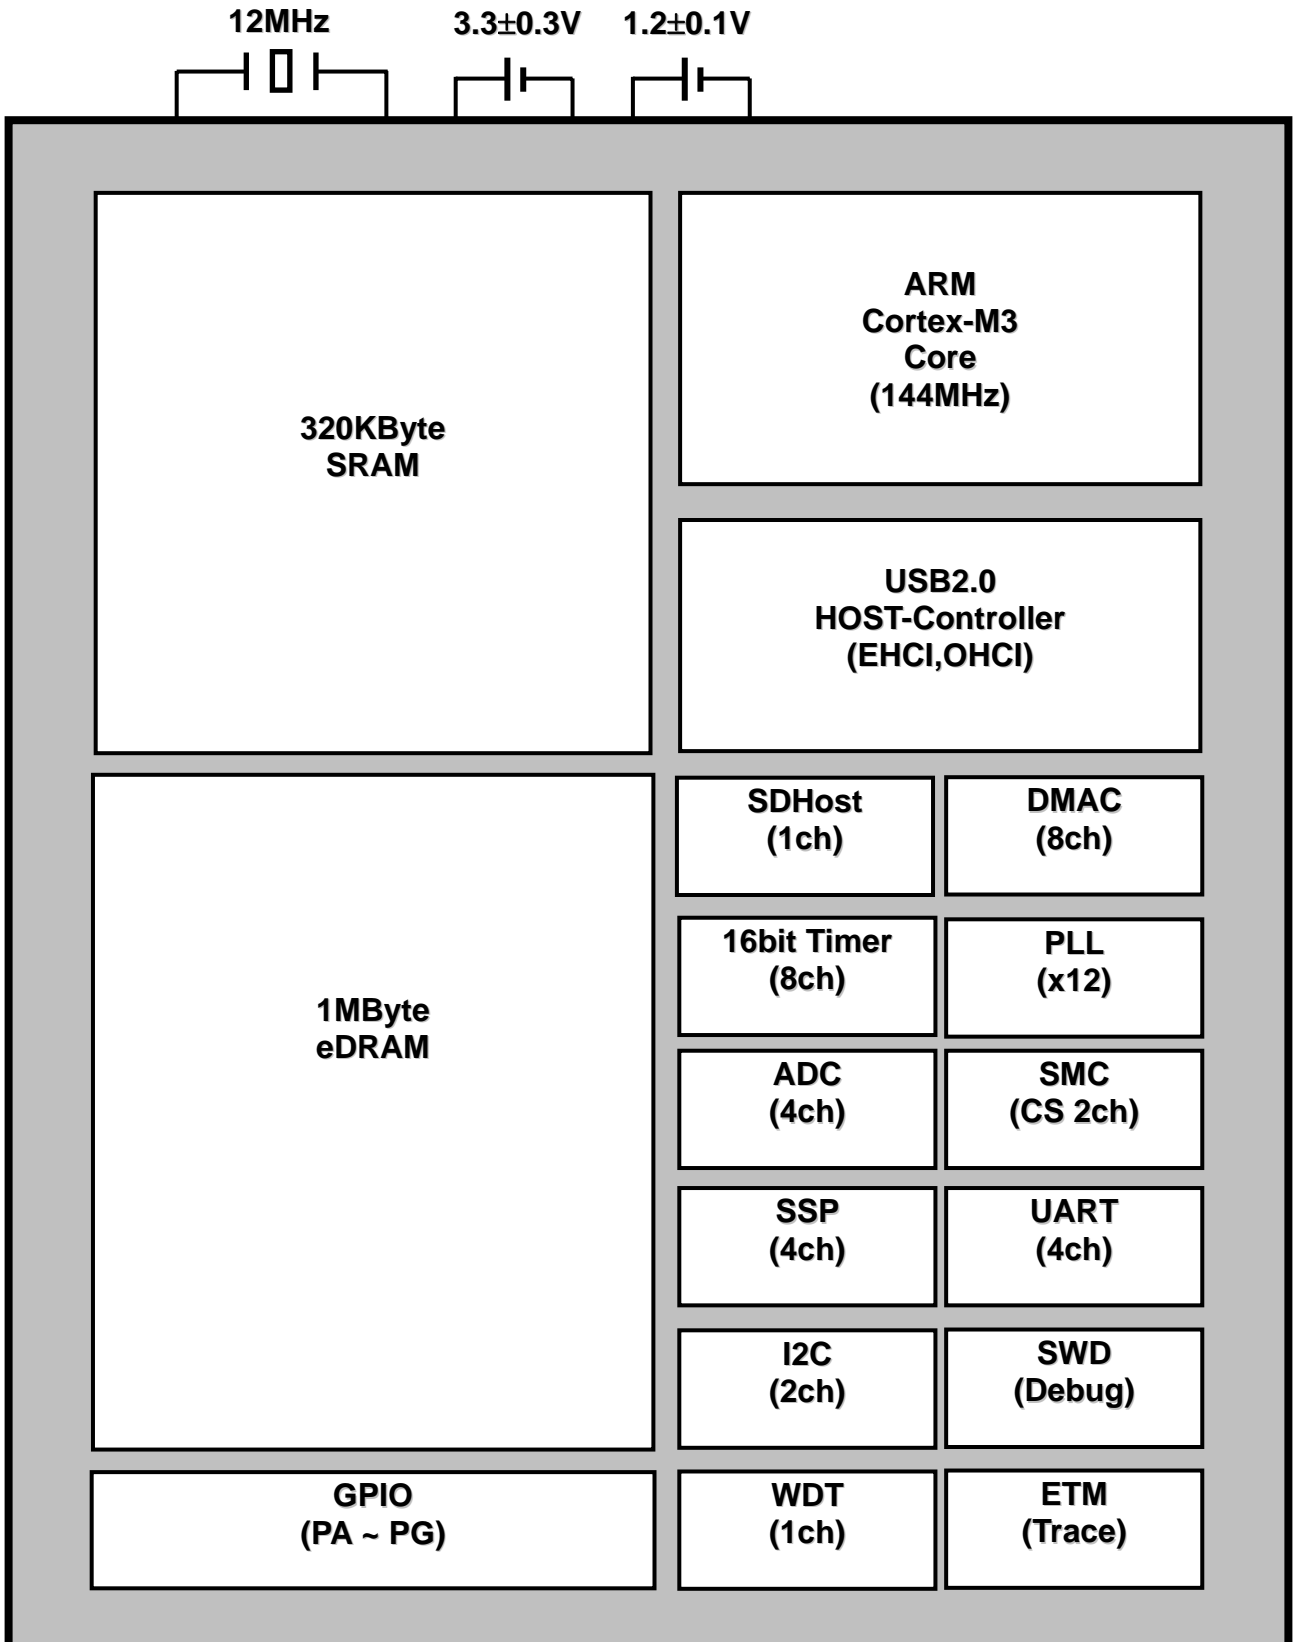 12MHz
3.3±0.3V
1.2±0.1V
320KByte
SRAM
ARM
Cortex-M3
Core
(144MHz)
USB2.0
HOST-Controller
(EHCI,OHCI)
1MByte
eDRAM
SDHost
(1ch)
DMAC
(8ch)
16bit Timer
(8ch)
PLL
(x12)
ADC
(4ch)
SMC
(CS 2ch)
SSP
(4ch)
UART
(4ch)
I2C
(2ch)
SWD
(Debug)
GPIO
(PA ~ PG)
WDT
(1ch)
ETM
(Trace)